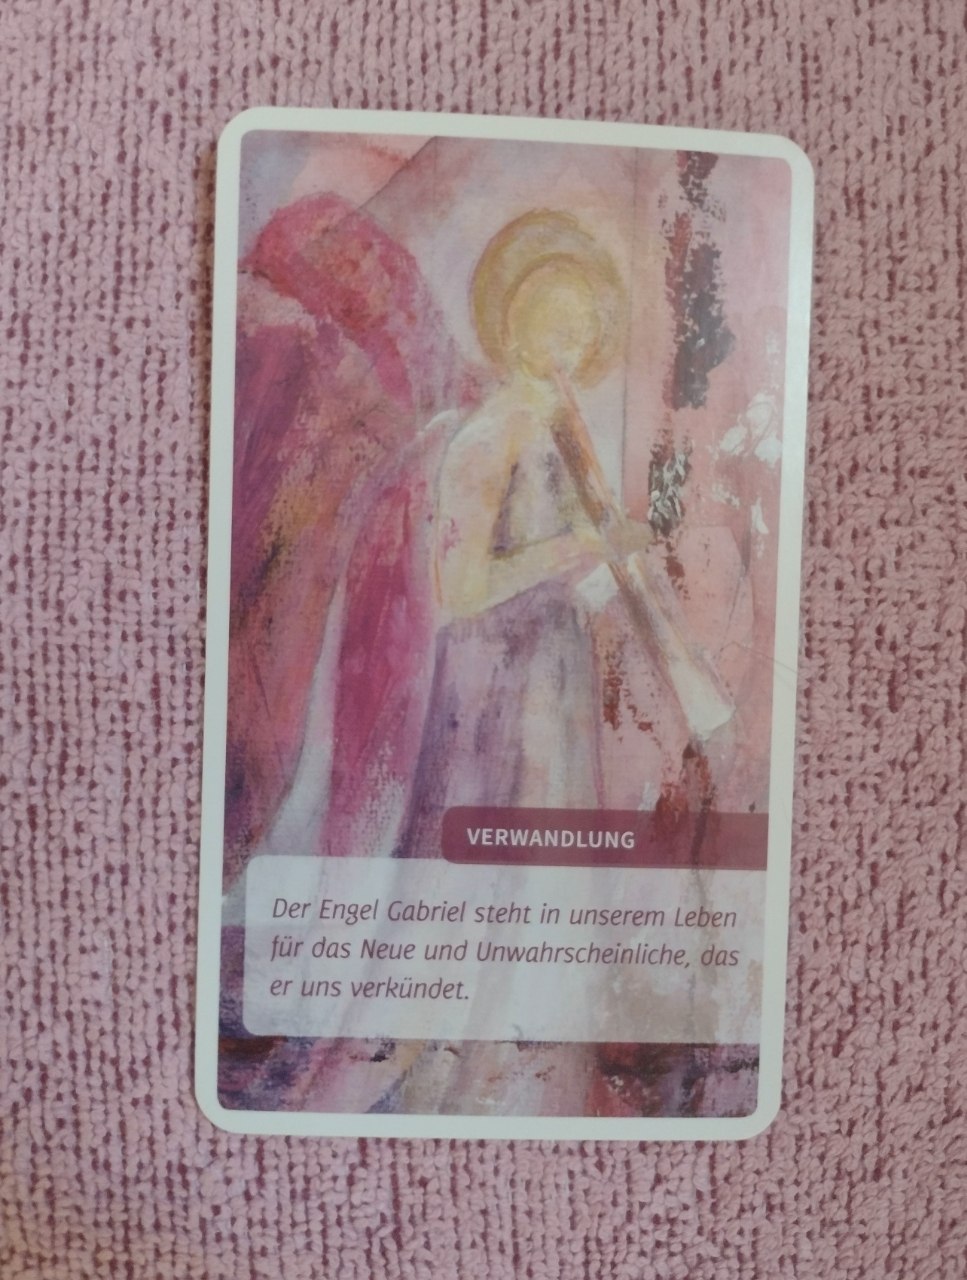 VERWANDLUNG
Der Engel Gabriel steht in unserem Leben
für das Neue und Unwahrscheinliche, das
er uns verkündet.